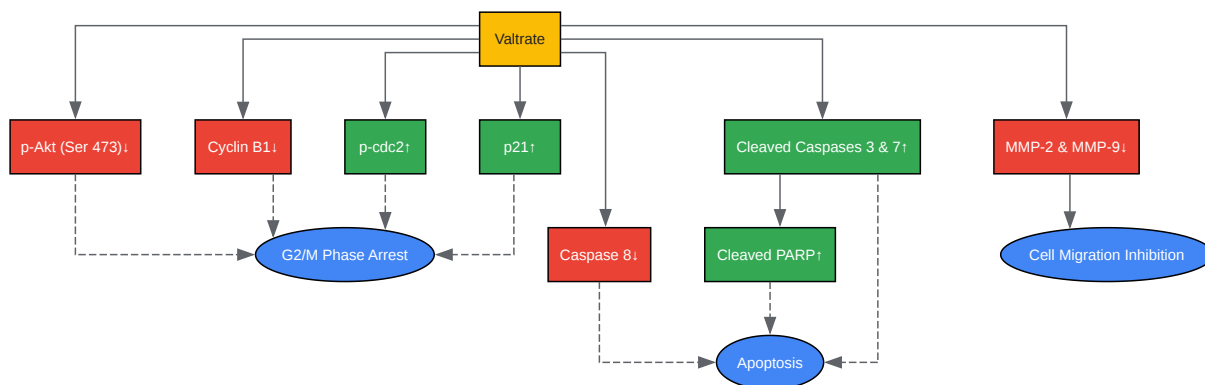 Valtrate
p-Akt (Ser 473)↓
Cyclin B1↓
p-cdc2↑
p21↑
Cleaved Caspases 3 & 7↑
MMP-2 & MMP-9↓
G2/M Phase Arrest
Caspase 8↓
Cleaved PARP↑
Cell Migration Inhibition
Apoptosis